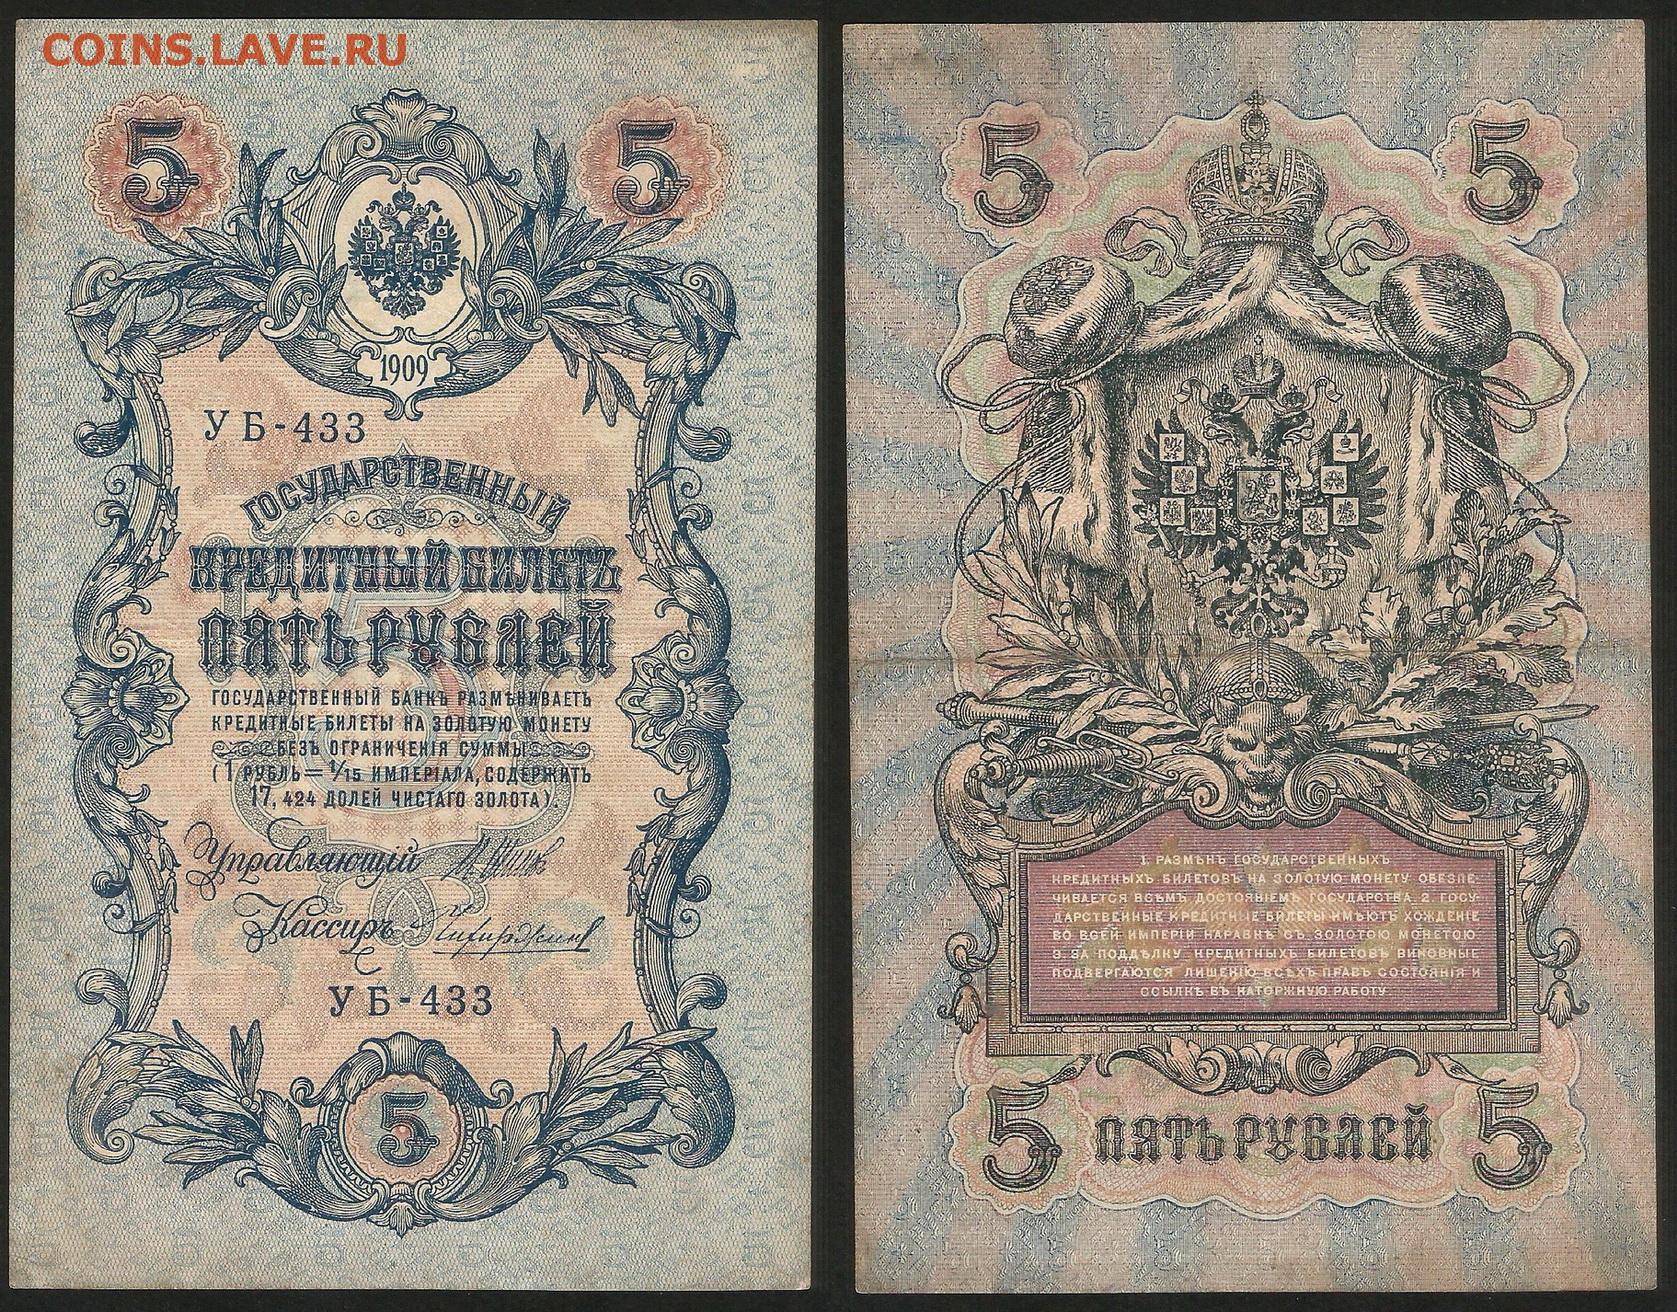 COINS.LAVE.RU
5 5
1909
УБ-433
ГОСУДАРСТВЕННЫЙ
КРЕДИТНЫЙ БИЛЕТЪ
ПЯТЬ РУБЛЕЙ
ГОСУДАРСТВЕННЫЙ БАНКЪ РАЗМѢНИВАЕТЪ
КРЕДИТНЫЕ БИЛЕТЫ НА ЗОЛОТУЮ МОНЕТУ
БЕЗЪ ОГРАНИЧЕНІЯ СУММЫ
(1 РУБЛЬ = 1/15 ИМПЕРІАЛА, СОДЕРЖИТЪ
17, 424 ДОЛЕЙ ЧИСТАГО ЗОЛОТА).
Управляющій
Кассиръ
УБ-433
5
5 5
1. РАЗМѢНЪ ГОСУДАРСТВЕННЫХЪ
КРЕДИТНЫХЪ БИЛЕТОВЪ НА ЗОЛОТУЮ МОНЕТУ ОБЕЗПЕ-
ЧИВАЕТСЯ ВСѢМЪ ДОСТОЯНІЕМЪ ГОСУДАРСТВА. 2. ГОСУ-
ДАРСТВЕННЫЕ КРЕДИТНЫЕ БИЛЕТЫ ИМѢЮТЪ ХОЖДЕНІЕ
ВО ВСЕЙ ИМПЕРІИ НАРАВНѢ СЪ ЗОЛОТОЮ МОНЕТОЮ.
3. ЗА ПОДДѢЛКУ КРЕДИТНЫХЪ БИЛЕТОВЪ ВИНОВНЫЕ
ПОДВЕРГАЮТСЯ ЛИШЕНІЮ ВСѢХЪ ПРАВЪ СОСТОЯНІЯ И
ССЫЛКѢ ВЪ КАТОРЖНУЮ РАБОТУ
5 ПЯТЬ РУБЛЕЙ 5